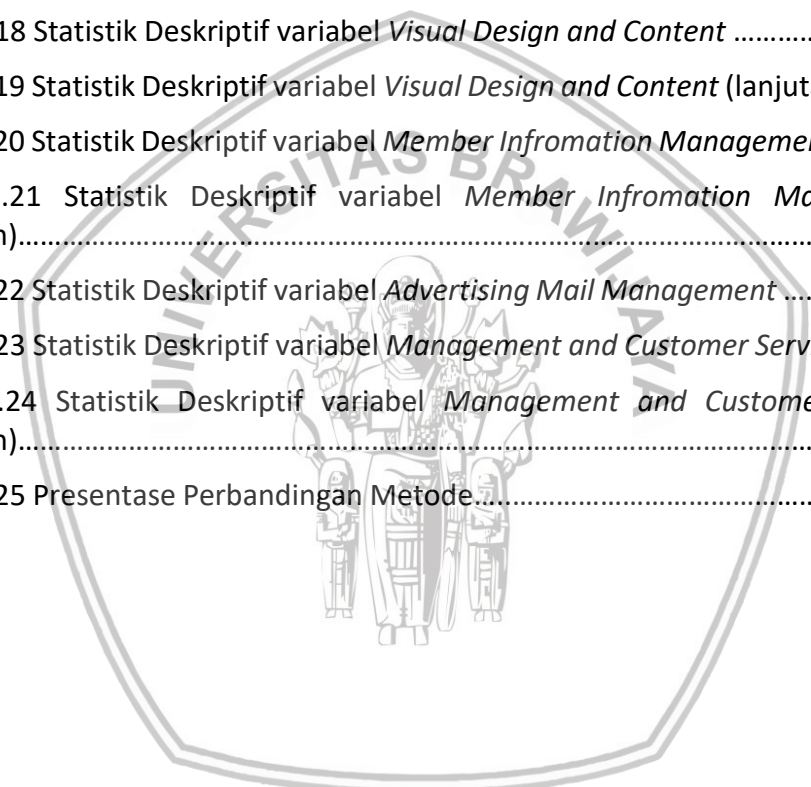 18 Statistik Deskriptif variabel Visual Design and Content ............
19 Statistik Deskriptif variabel Visual Design and Content (lanjut
20 Statistik Deskriptif variabel Member Infromation Managemen
.21 Statistik Deskriptif variabel Member Infromation Ma
n)................................................................................
22 Statistik Deskriptif variabel Advertising Mail Management .....
23 Statistik Deskriptif variabel Management and Customer Serv
.24 Statistik Deskriptif variabel Management and Custome
n)................................................................................
25 Presentase Perbandingan Metode..........................................
UNIVERSITAS BRAWIJAYA